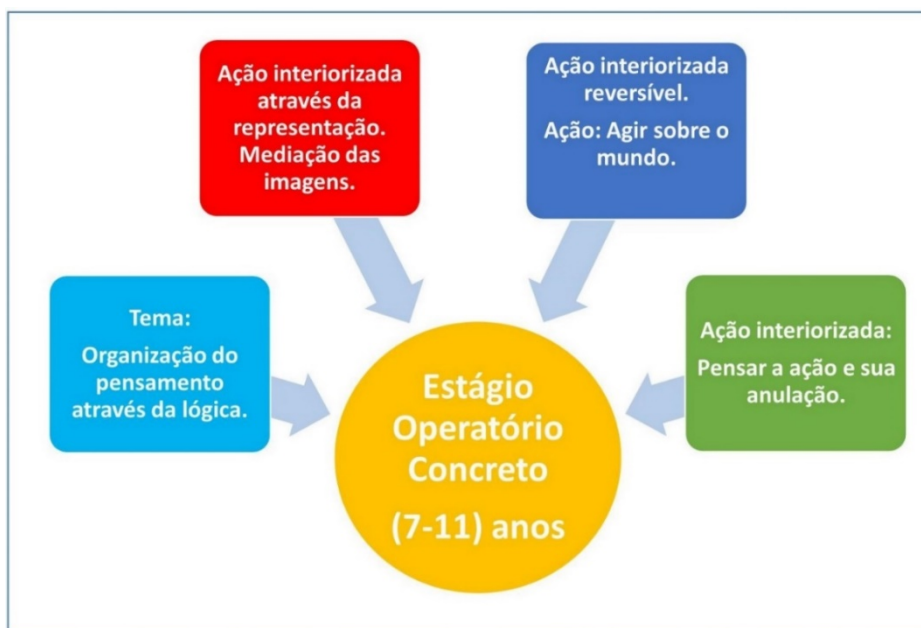 Ação interiorizada
através da
representação.
Mediação das
imagens.
Ação interiorizada
reversível.
Ação: Agir sobre o
mundo.
Tema:
Organização do
pensamento
através da lógica.
Ação interiorizada:
Pensar a ação e sua
anulação.
Estágio
Operatório
Concreto
(7-11) anos